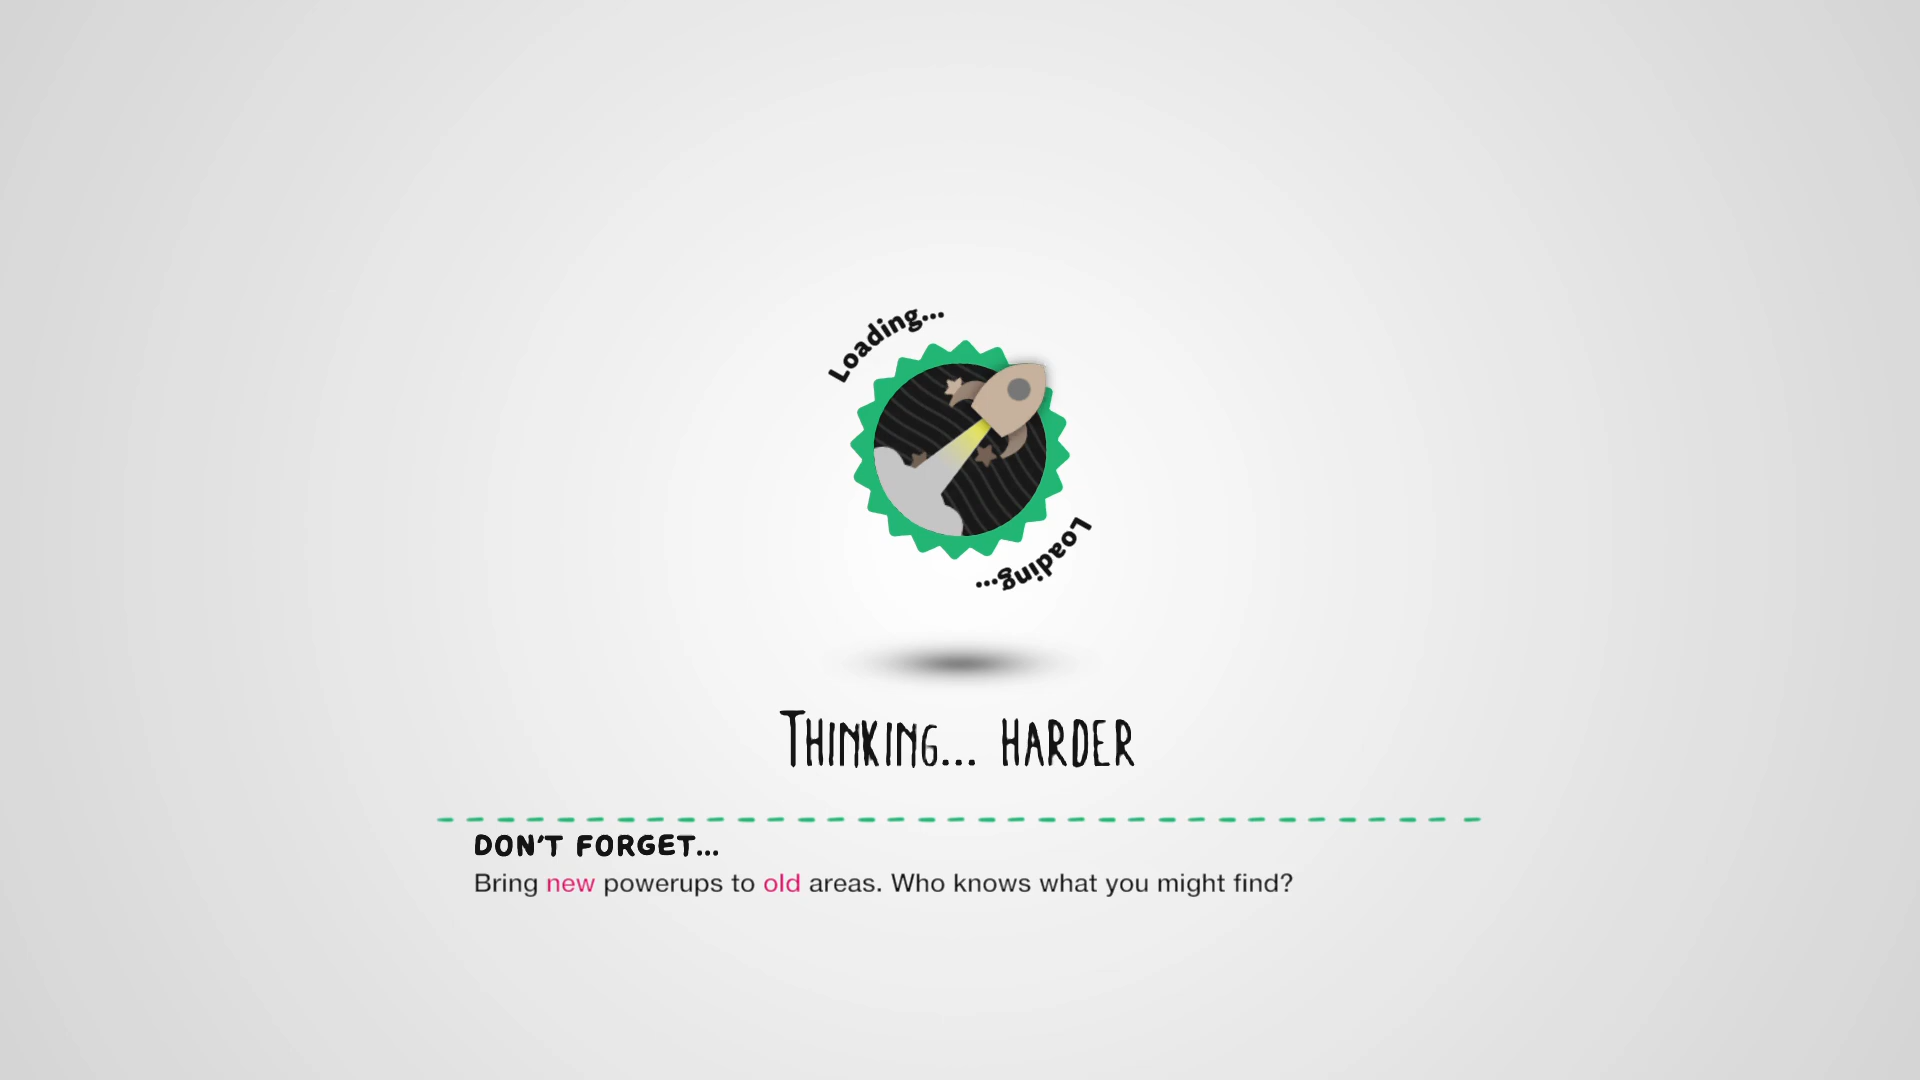 Loading...
Loading...
THINKING... HARDER
DON'T FORGET...
Bring new powerups to old areas. Who knows what you might find?